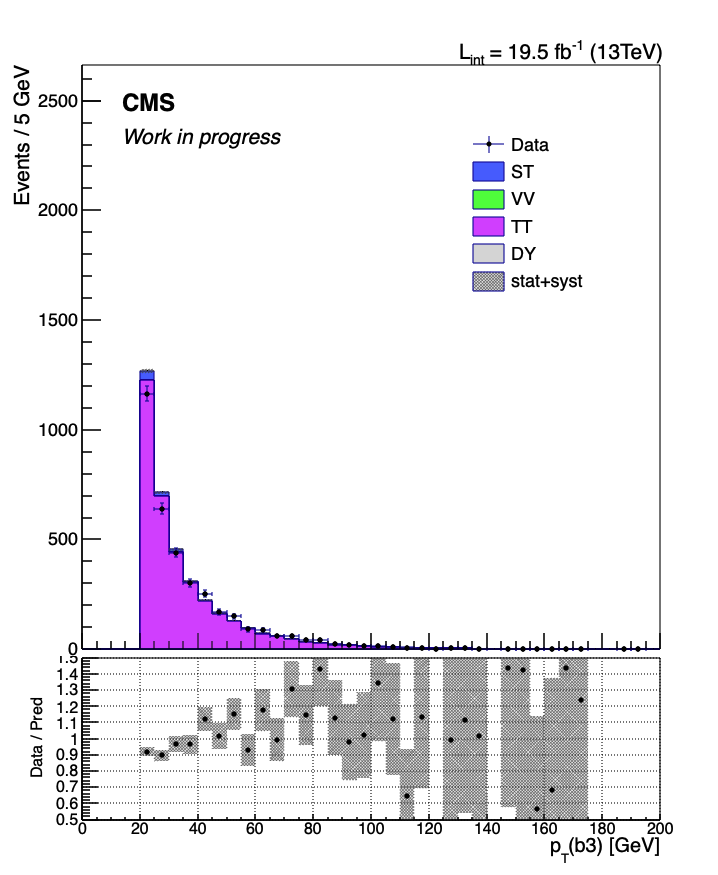 L_int = 19.5 fb^-1 (13TeV)
CMS
Work in progress
Events / 5 GeV
2500
2000
1500
1000
500
0
Data
ST
VV
TT
DY
stat+syst
Data / Pred
1.5
1.4
1.3
1.2
1.1
1
0.9
0.8
0.7
0.6
0.5
0 20 40 60 80 100 120 140 160 180 200
p_T(b3) [GeV]